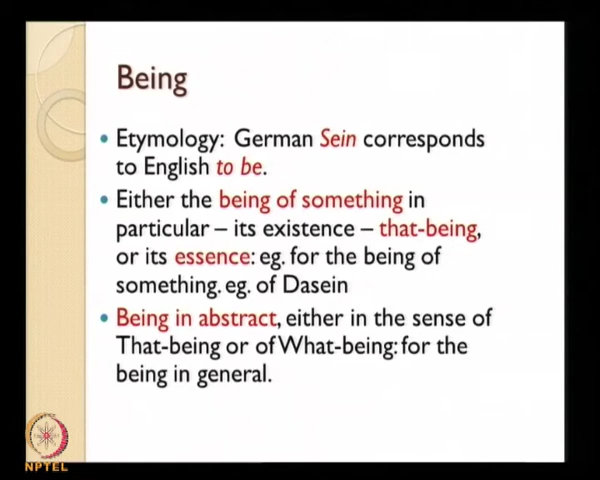 Being
Etymology: German Sein corresponds
to English to be.
Either the being of something in
particular – its existence – that-being,
or its essence: eg. for the being of
something. eg. of Dasein
Being in abstract, either in the sense of
That-being or of What-being: for the
being in general.
NPTEL